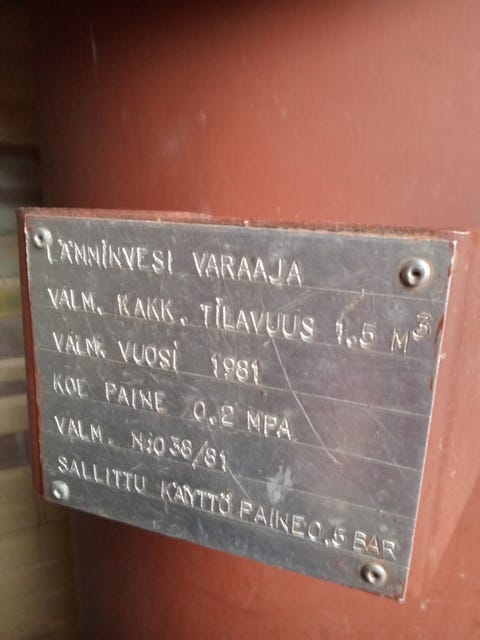 LÄMNINVESI VARAAJA
VALM. KAKK. TILAVUUS 1.5 M³
VALM. VUOSI 1981
KOE PAINE 0.2 MPA
VALM. N:O 38/81
SALLITTU KÄYTTÖ PAINE 0,5 BAR